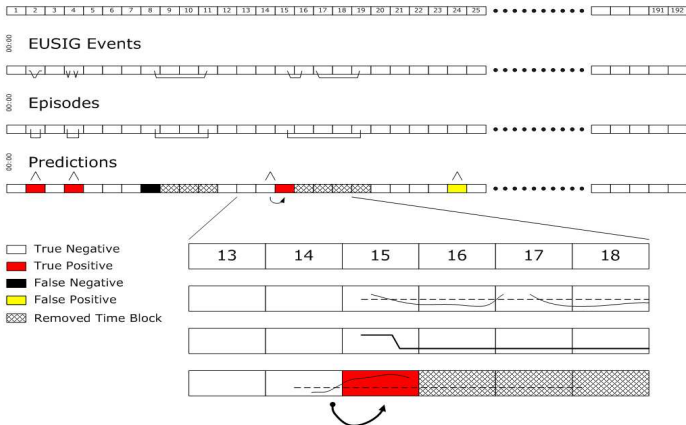 1 2 3 4 5 6 7 8 9 10 11 12 13 14 15 16 17 18 19 20 21 22 23 24 25 191 192
00:00
EUSIG Events
00:00
Episodes
00:00
Predictions
13 14 15 16 17 18
True Negative
True Positive
False Negative
False Positive
Removed Time Block